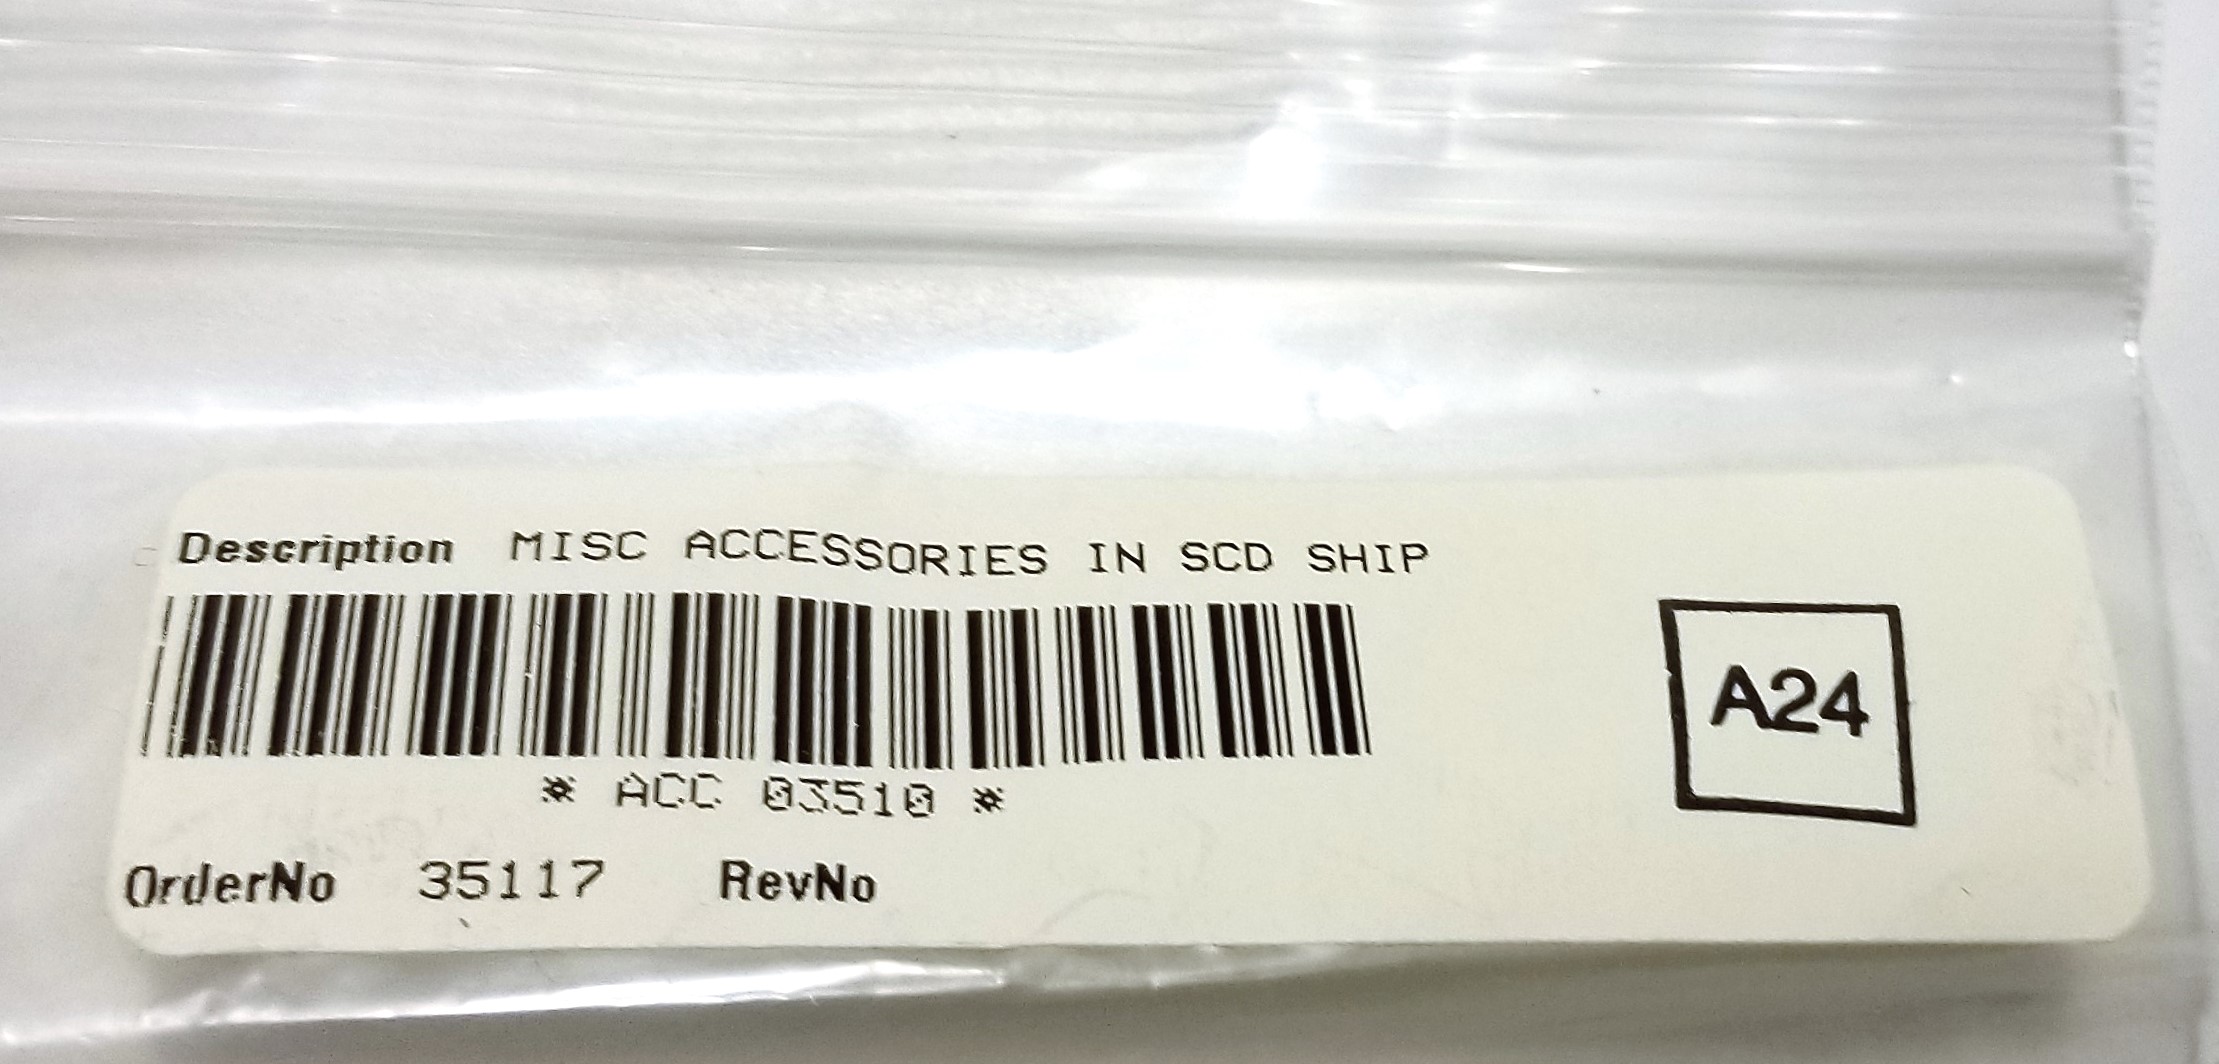 Description MISC ACCESSORIES IN SCD SHIP
A24
* ACC 03510 *
OrderNo 35117 RevNo